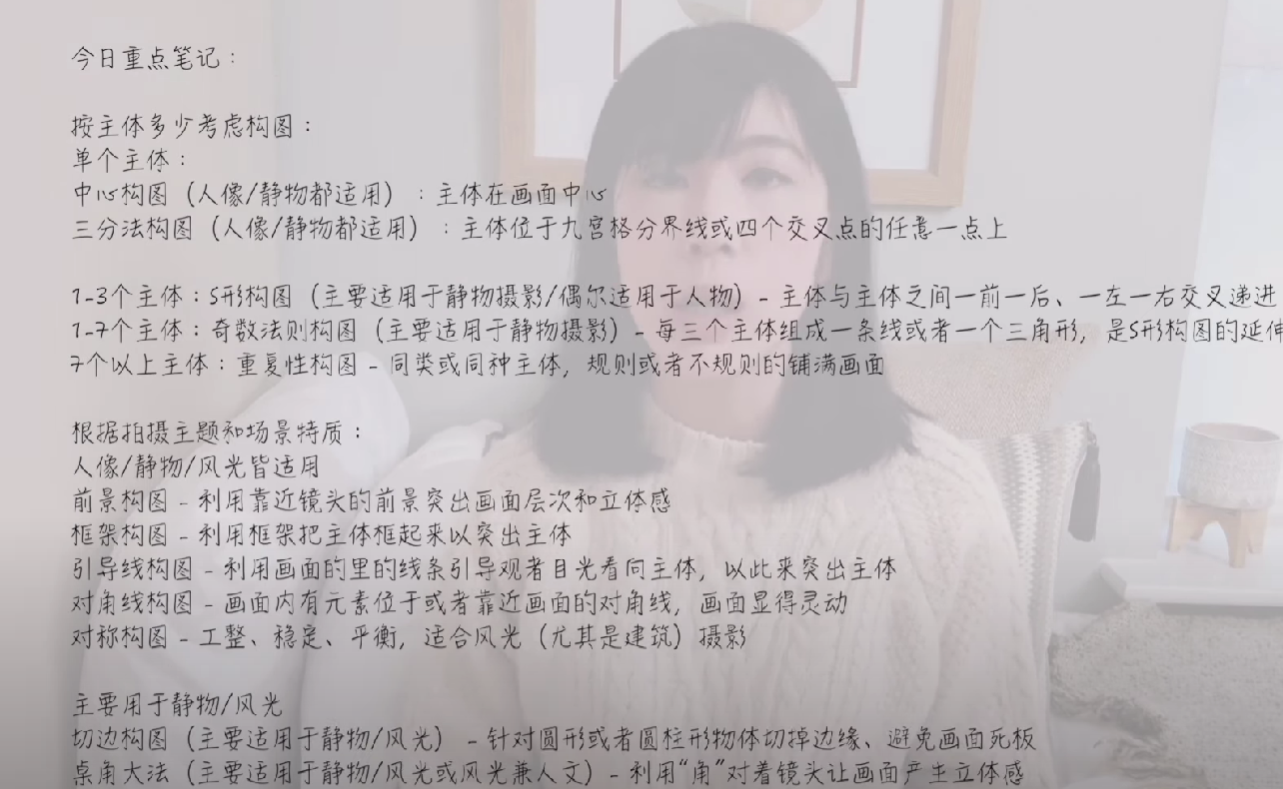 今日重点笔记：
按主体多少考虑构图：
单个主体：
中心构图（人像/静物都适用）：主体在画面中心
三分法构图（人像/静物都适用）：主体位于九宫格分界线或四个交叉点的任意一点上
1-3个主体：S形构图（主要适用于静物摄影/偶尔适用于人物）- 主体与主体之间一前一后、一左一右交叉递进
1-7个主体：奇数法则构图（主要适用于静物摄影）- 每三个主体组成一条线或者一个三角形，是S形构图的延伸
7个以上主体：重复性构图 - 同类或同种主体，规则或者不规则的铺满画面
根据拍摄主题和场景特质：
人像/静物/风光皆适用
前景构图 - 利用靠近镜头的前景突出画面层次和立体感
框架构图 - 利用框架把主体框起来以突出主体
引导线构图 - 利用画面的里的线条引导观者目光看向主体，以此来突出主体
对角线构图 - 画面内有元素位于或者靠近画面的对角线，画面显得灵动
对称构图 - 工整、稳定、平衡，适合风光（尤其是建筑）摄影
主要用于静物/风光
切边构图（主要适用于静物/风光） - 针对圆形或者圆柱形物体切掉边缘、避免画面死板
桌角大法（主要适用于静物/风光或风光兼人文）- 利用“角”对着镜头让画面产生立体感